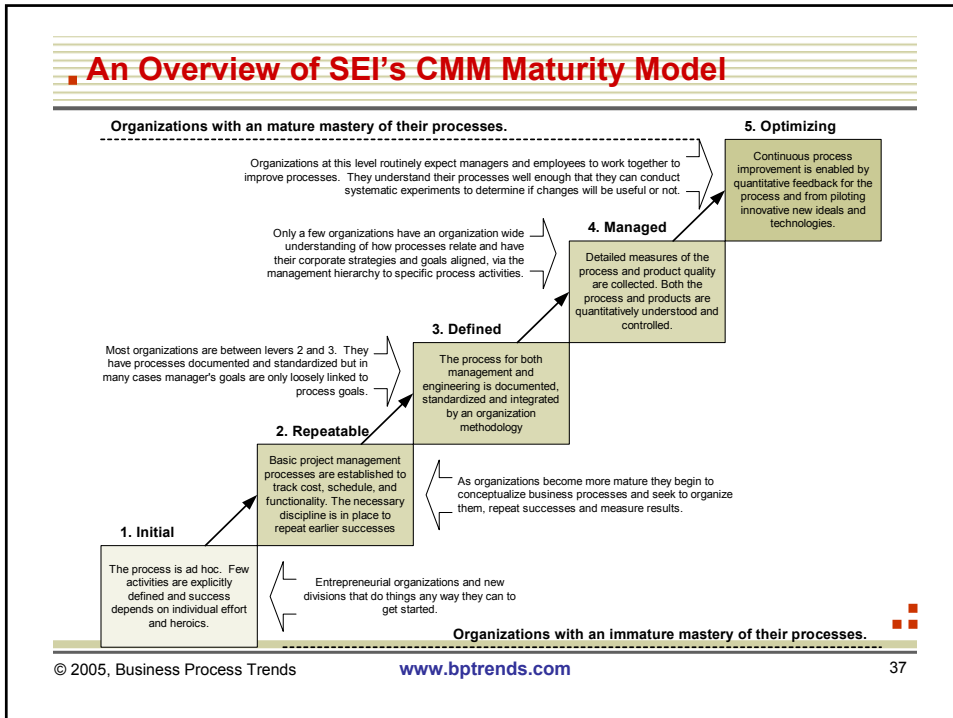 An Overview of SEI's CMM Maturity Model
Organizations with an mature mastery of their processes.
5. Optimizing
Organizations at this level routinely expect managers and employees to work together to
improve processes. They understand their processes well enough that they can conduct
systematic experiments to determine if changes will be useful or not.
Continuous process
improvement is enabled by
quantitative feedback for the
process and from piloting
innovative new ideals and
technologies.
4. Managed
Only a few organizations have an organization wide
understanding of how processes relate and have
their corporate strategies and goals aligned, via the
management hierarchy to specific process activities.
Detailed measures of the
process and product quality
are collected. Both the
process and products are
quantitatively understood and
controlled.
3. Defined
Most organizations are between levers 2 and 3. They
have processes documented and standardized but in
many cases manager's goals are only loosely linked to
process goals.
The process for both
management and
engineering is documented,
standardized and integrated
by an organization
methodology
2. Repeatable
Basic project management
processes are established to
track cost, schedule, and
functionality. The necessary
discipline is in place to
repeat earlier successes
As organizations become more mature they begin to
conceptualize business processes and seek to organize
them, repeat successes and measure results.
1. Initial
The process is ad hoc. Few
activities are explicitly
defined and success
depends on individual effort
and heroics.
Entrepreneurial organizations and new
divisions that do things any way they can to
get started.
Organizations with an immature mastery of their processes.
© 2005, Business Process Trends
www.bptrends.com
37